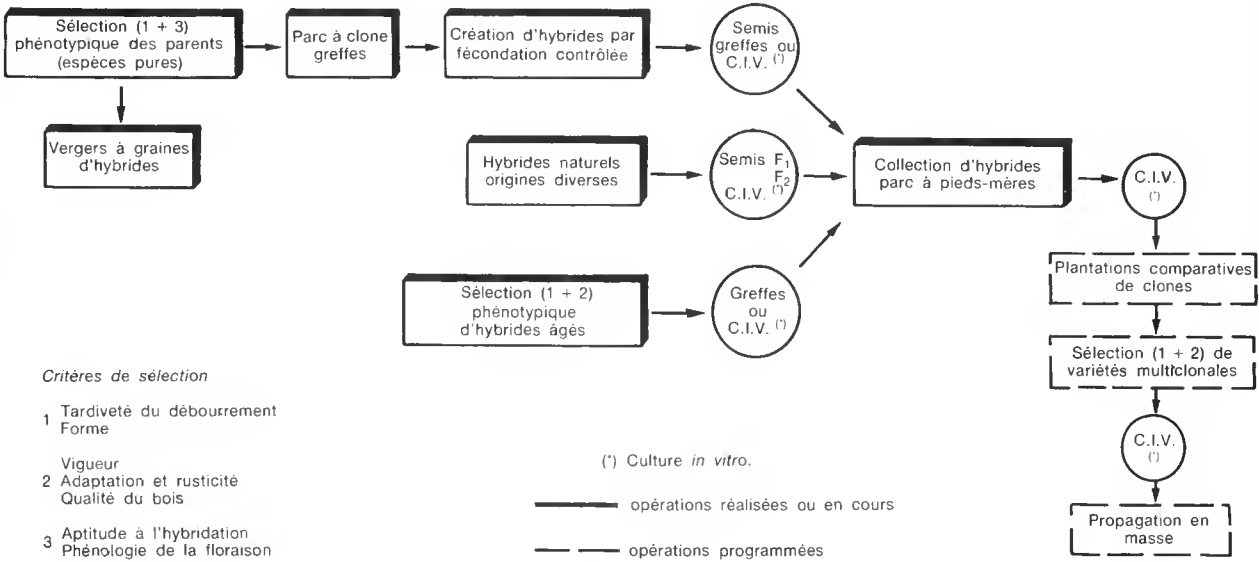 Sélection (1 + 3)
phénotypique des parents
(espèces pures)
Parc à clone
greffes
Création d'hybrides par
fécondation contrôlée
Semis
greffes ou
C.I.V. (*)
Vergers à graines
d'hybrides
Hybrides naturels
origines diverses
Semis F1
F2
C.I.V. (*)
Collection d'hybrides
parc à pieds-mères
C.I.V.
(*)
Sélection (1 + 2)
phénotypique
d'hybrides âgés
Greffes
ou
C.I.V. (*)
Plantations comparatives
de clones
Sélection (1 + 2) de
variétés multiclonales
C.I.V.
(*)
Propagation en
masse
Critères de sélection
1 Tardiveté du débourrement
Forme
Vigueur
2 Adaptation et rusticité
Qualité du bois
3 Aptitude à l'hybridation
Phénologie de la floraison
(*) Culture in vitro.
opérations réalisées ou en cours
opérations programmées